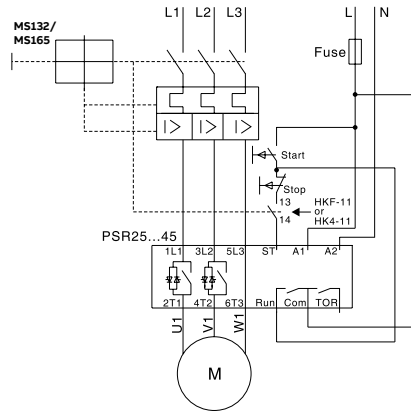 L1 L2 L3 L N
MS132/
MS165
Fuse
I> I> I>
Start
Stop
13 HKF-11
or
14 HK4-11
PSR25...45
1L1 3L2 5L3 ST A1 A2
2T1 4T2 6T3 Run Com TOR
U1 V1 W1
M